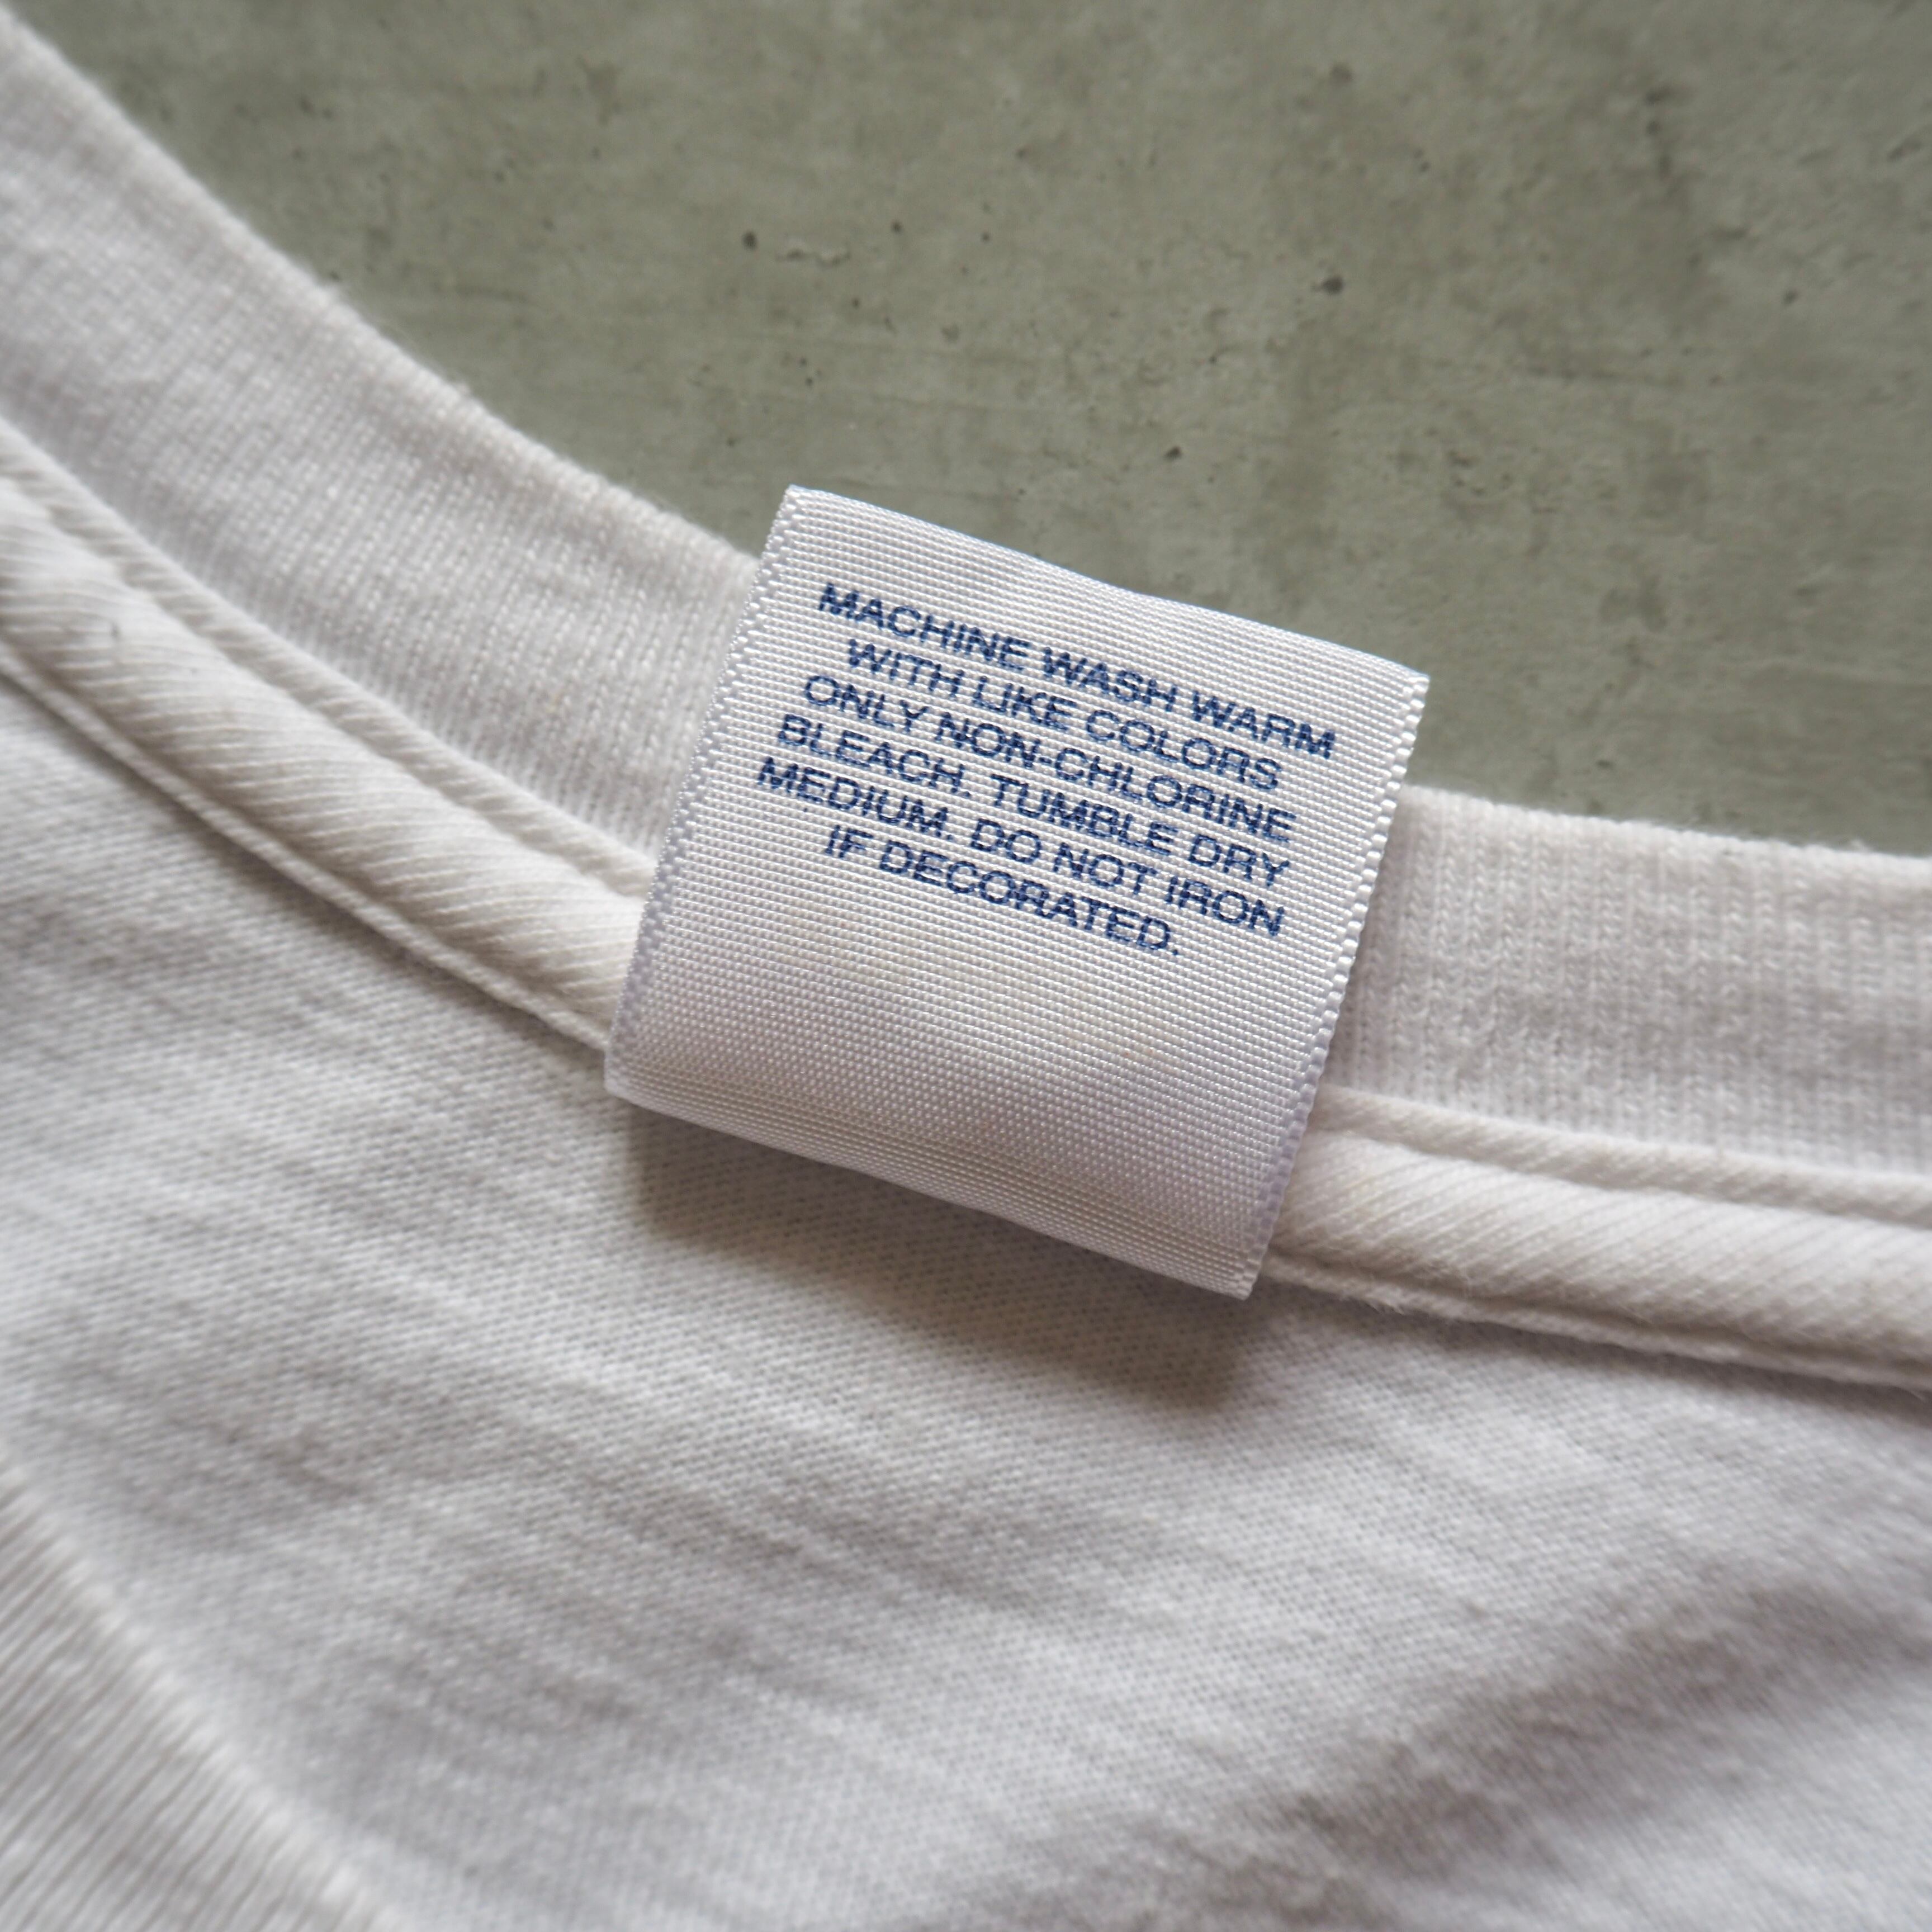 MACHINE WASH WARM
WITH LIKE COLORS
ONLY NON-CHLORINE
BLEACH. TUMBLE DRY
MEDIUM. DO NOT IRON
IF DECORATED.